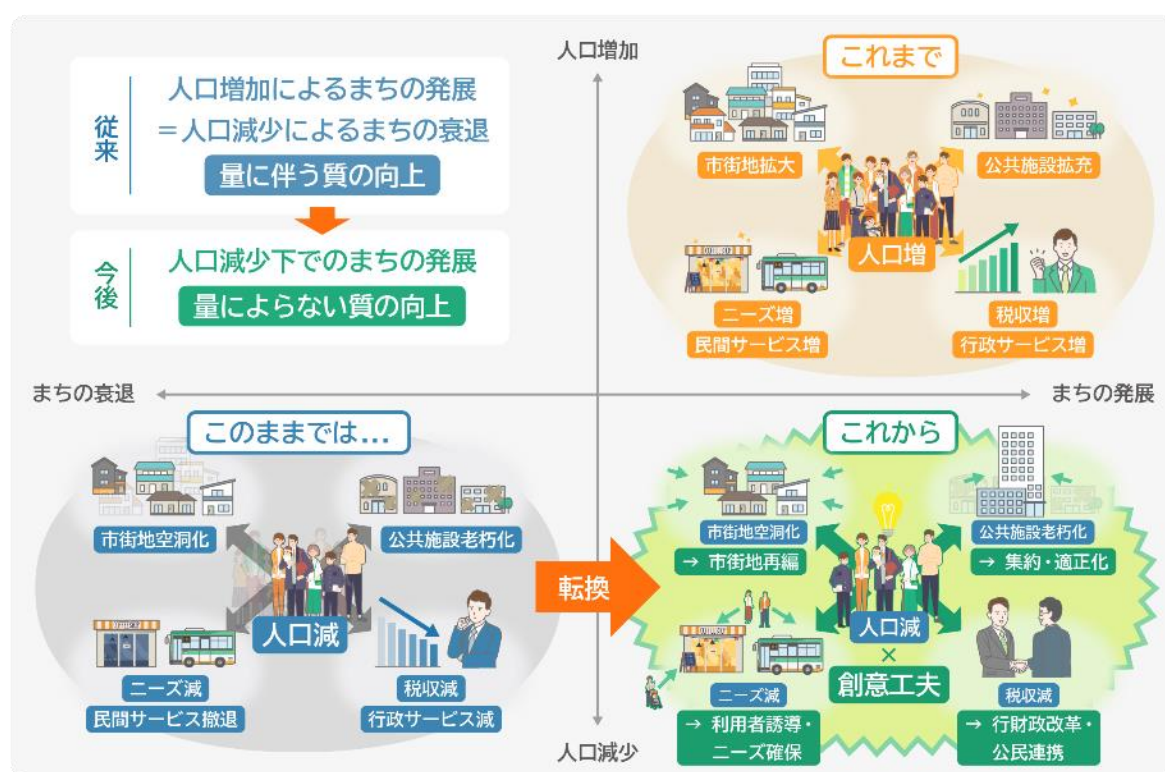 従来
人口増加によるまちの発展
＝人口減少によるまちの衰退
量に伴う質の向上
今後
人口減少下でのまちの発展
量によらない質の向上
人口増加
まちの衰退
まちの発展
人口減少
これまで
市街地拡大
公共施設拡充
人口増
ニーズ増
民間サービス増
税収増
行政サービス増
このままでは…
市街地空洞化
公共施設老朽化
人口減
ニーズ減
民間サービス撤退
税収減
行政サービス減
転換
これから
市街地空洞化
→ 市街地再編
公共施設老朽化
→ 集約・適正化
人口減
×
創意工夫
ニーズ減
→ 利用者誘導・
ニーズ確保
税収減
→ 行財政改革・
公民連携